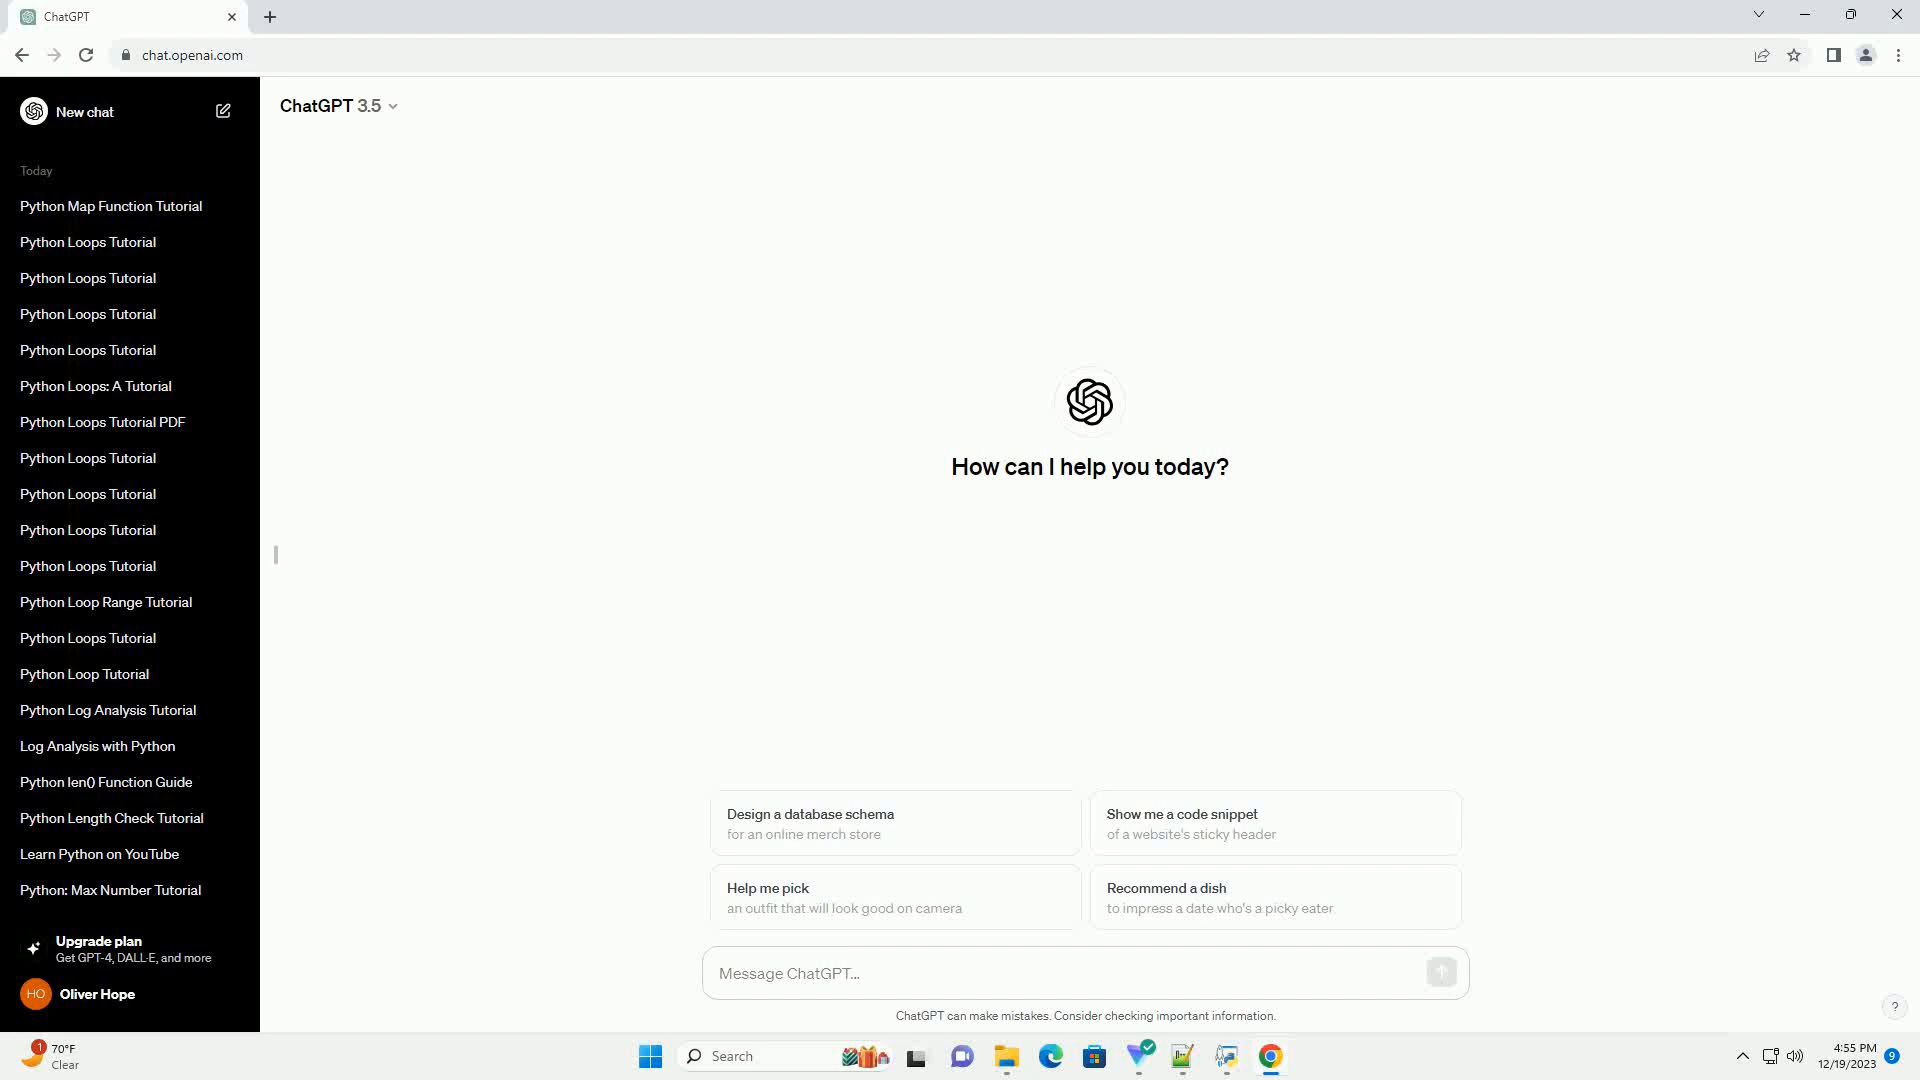 ChatGPT
chat.openai.com
New chat
Today
Python Map Function Tutorial
Python Loops Tutorial
Python Loops Tutorial
Python Loops Tutorial
Python Loops Tutorial
Python Loops: A Tutorial
Python Loops Tutorial PDF
Python Loops Tutorial
Python Loops Tutorial
Python Loops Tutorial
Python Loops Tutorial
Python Loop Range Tutorial
Python Loops Tutorial
Python Loop Tutorial
Python Log Analysis Tutorial
Log Analysis with Python
Python len() Function Guide
Python Length Check Tutorial
Learn Python on YouTube
Python: Max Number Tutorial
Upgrade plan
Get GPT-4, DALL·E, and more
HO
Oliver Hope
ChatGPT 3.5
How can I help you today?
Design a database schema
for an online merch store
Show me a code snippet
of a website's sticky header
Help me pick
an outfit that will look good on camera
Recommend a dish
to impress a date who's a picky eater
Message ChatGPT...
ChatGPT can make mistakes. Consider checking important information.
?
1
70°F
Clear
Search
4:55 PM
12/19/2023
9